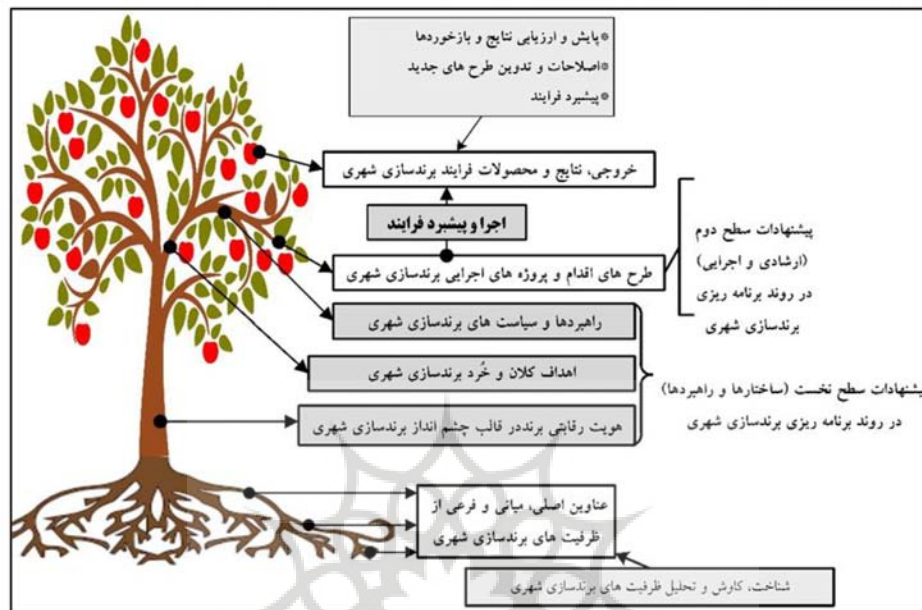 * پایش و ارزیابی نتایج و بازخوردها
* اصلاحات و تدوین طرح های جدید
* پیشبرد فرایند
خروجی، نتایج و محصولات فرایند برندسازی شهری
اجرا و پیشبرد فرایند
طرح های اقدام و پروژه های اجرایی برندسازی شهری
پیشنهادات سطح دوم
(ارشادی و اجرایی)
در روند برنامه ریزی
برندسازی شهری
راهبردها و سیاست های برندسازی شهری
اهداف کلان و خُرد برندسازی شهری
هویت رقابتی برنددر قالب چشم انداز برندسازی شهری
یشنهادات سطح نخست (ساختارها و راهبردها)
در روند برنامه ریزی برندسازی شهری
عناوین اصلی، میانی و فرعی از
ظرفیت های برندسازی شهری
شناخت، کاوش و تحلیل ظرفیت های برندسازی شهری